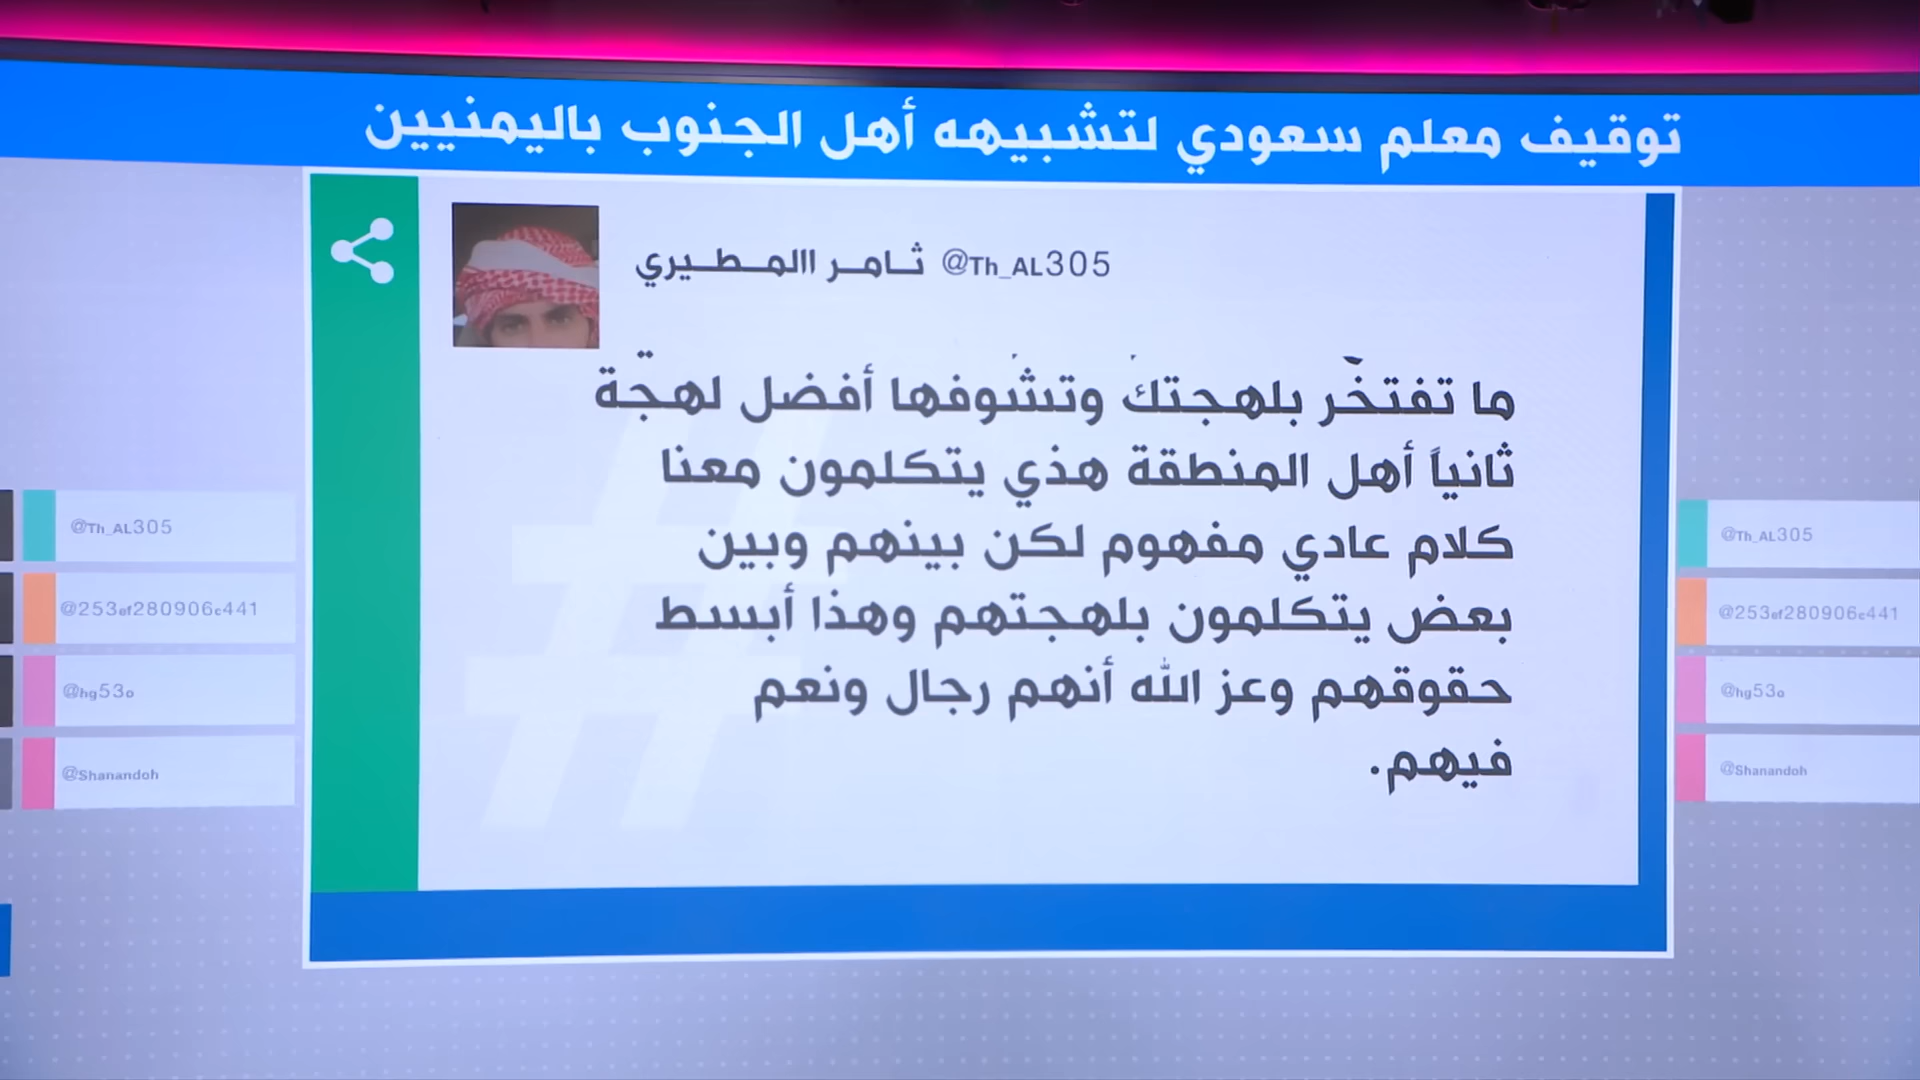 توقيف معلم سعودي لتشبيهه أهل الجنوب باليمنيين
ثامر االمطيري @Th_AL305
ما تفتخر بلهجتك وتشوفها أفضل لهجة
ثانياً أهل المنطقة هذي يتكلمون معنا
كلام عادي مفهوم لكن بينهم وبين
بعض يتكلمون بلهجتهم وهذا أبسط
حقوقهم وعز الله أنهم رجال ونعم
فيهم.
@Th_AL305
@253ef280906c441
@hg53o
@Shanandoh
@Th_AL305
@253ef280906c441
@hg53o
@Shanandoh